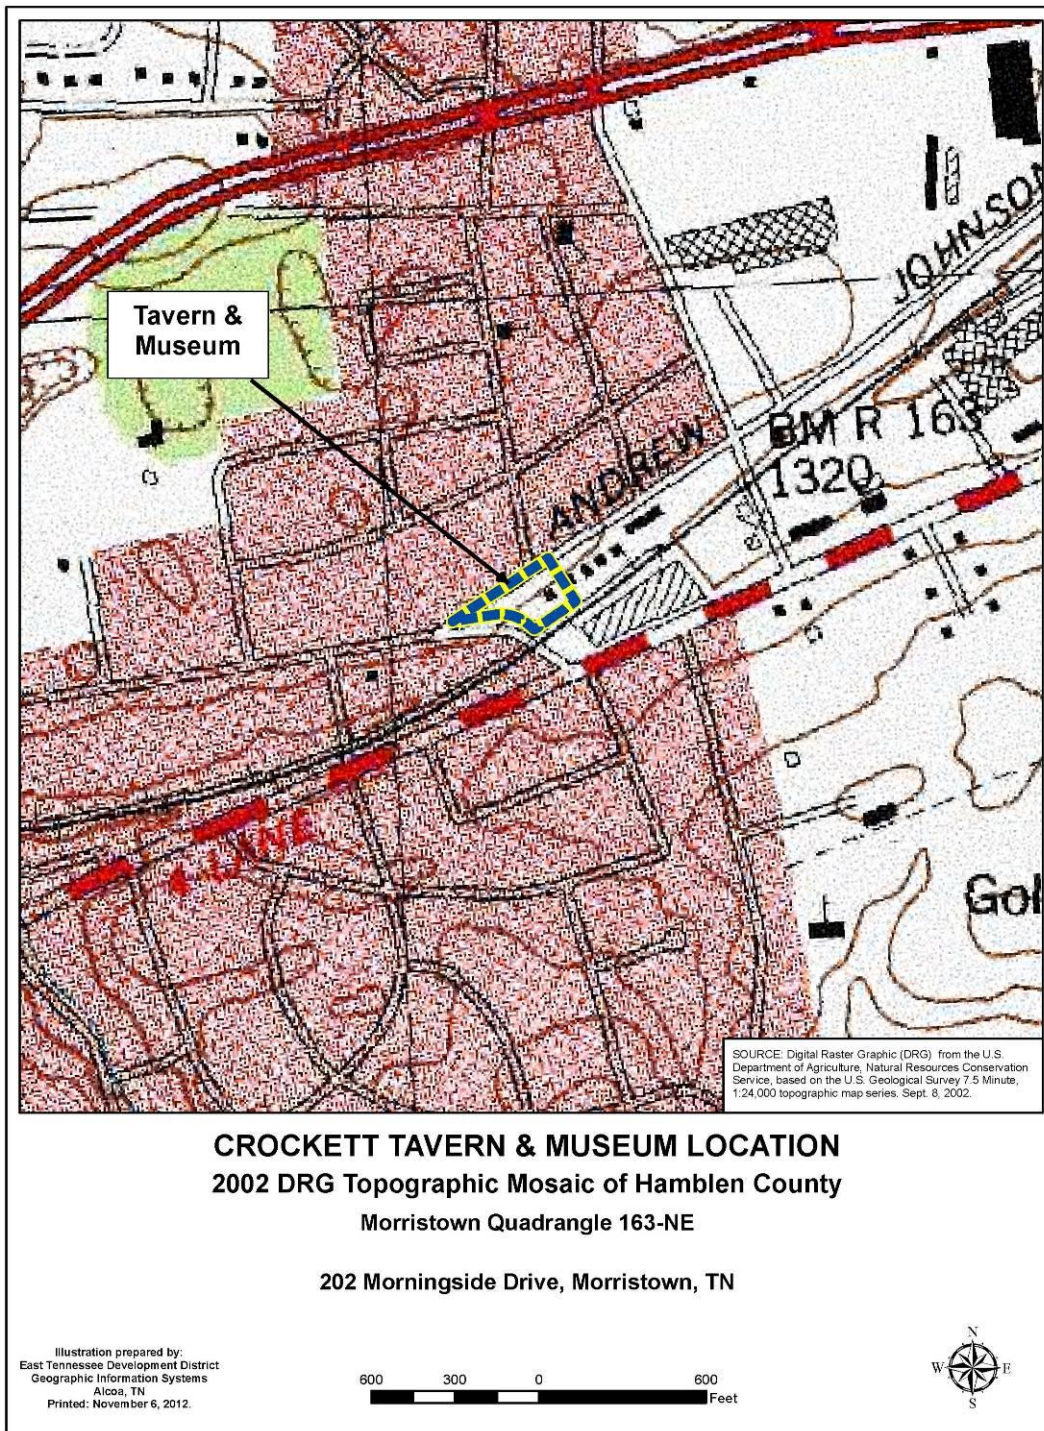 JOHNSON
Tavern &
Museum
ANDREW
BM R 163
1320
4-LANE
Gol
SOURCE: Digital Raster Graphic (DRG) from the U.S.
Department of Agriculture, Natural Resources Conservation
Service, based on the U.S. Geological Survey 7.5 Minute,
1:24,000 topographic map series. Sept. 8, 2002.
CROCKETT TAVERN & MUSEUM LOCATION
2002 DRG Topographic Mosaic of Hamblen County
Morristown Quadrangle 163-NE
202 Morningside Drive, Morristown, TN
Illustration prepared by:
East Tennessee Development District
Geographic Information Systems
Alcoa, TN
Printed: November 6, 2012.
600 300 0 600
Feet
N
W E
S